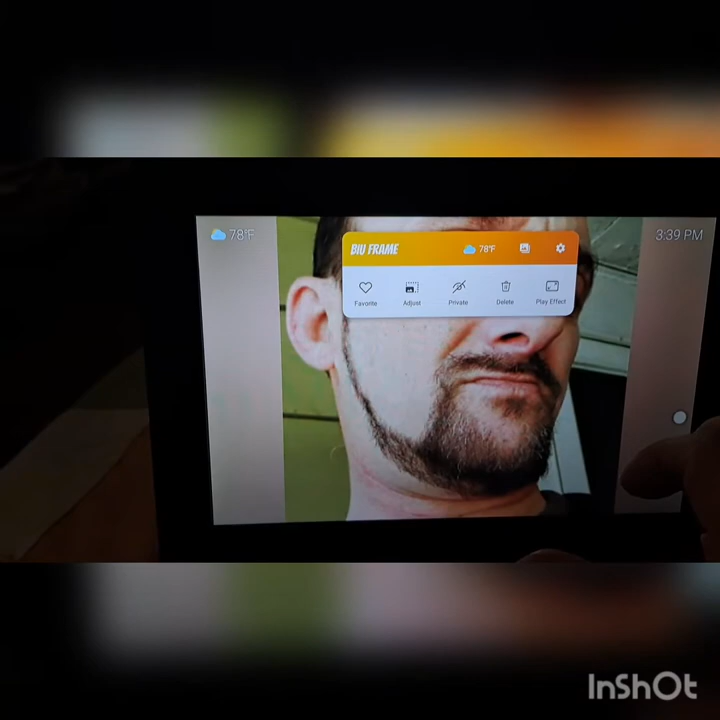 78°F
3:39 PM
BIU FRAME
78°F
Favorite
Adjust
Private
Delete
Play Effect
InShOt